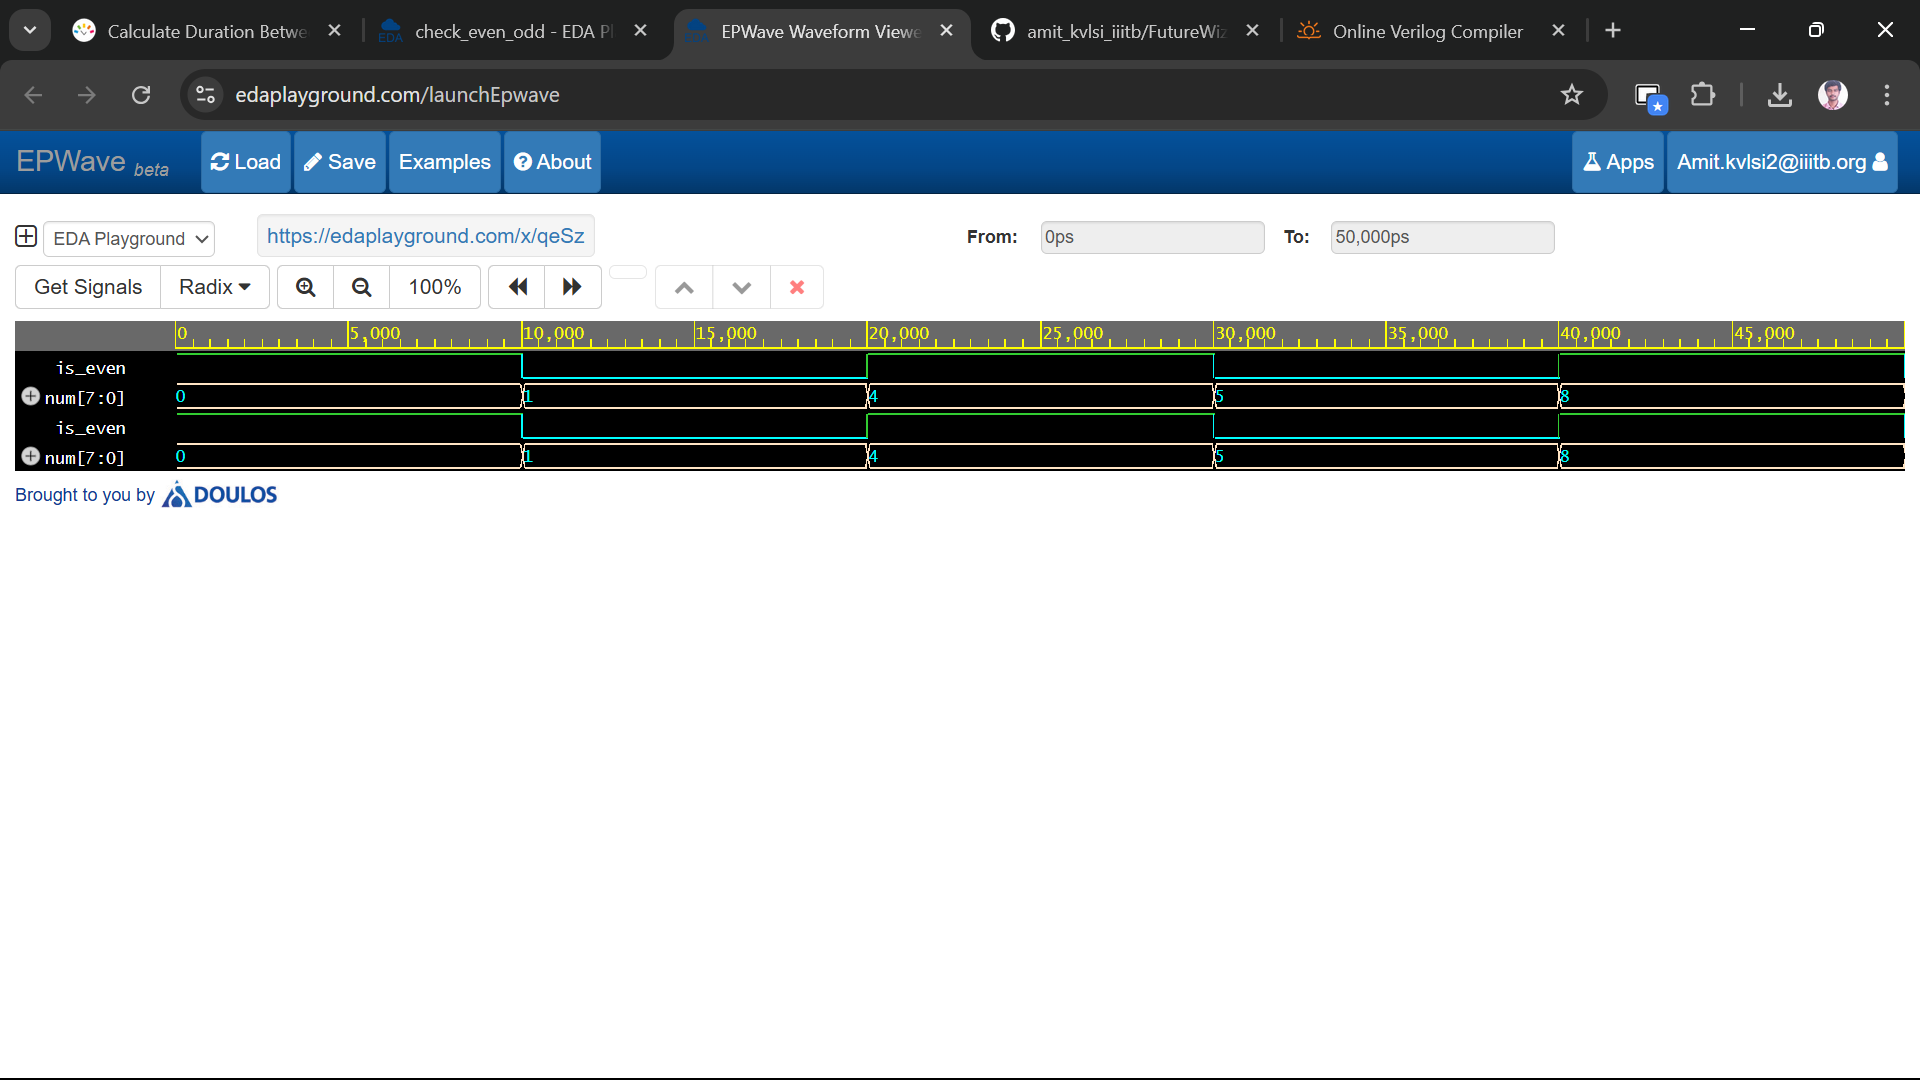 Calculate Duration Betwe
check_even_odd - EDA Pl
EPWave Waveform Viewe
amit_kvlsi_iiitb/FutureWiz
Online Verilog Compiler
edaplayground.com/launchEpwave
EPWave beta
Load
Save
Examples
About
Apps
Amit.kvlsi2@iiitb.org
EDA Playground
https://edaplayground.com/x/qeSz
From:
0ps
To:
50,000ps
Get Signals
Radix
100%
0 5,000 10,000 15,000 20,000 25,000 30,000 35,000 40,000 45,000
is_even
num[7:0] 0 1 4 5 8
is_even
num[7:0] 0 1 4 5 8
Brought to you by DOULOS